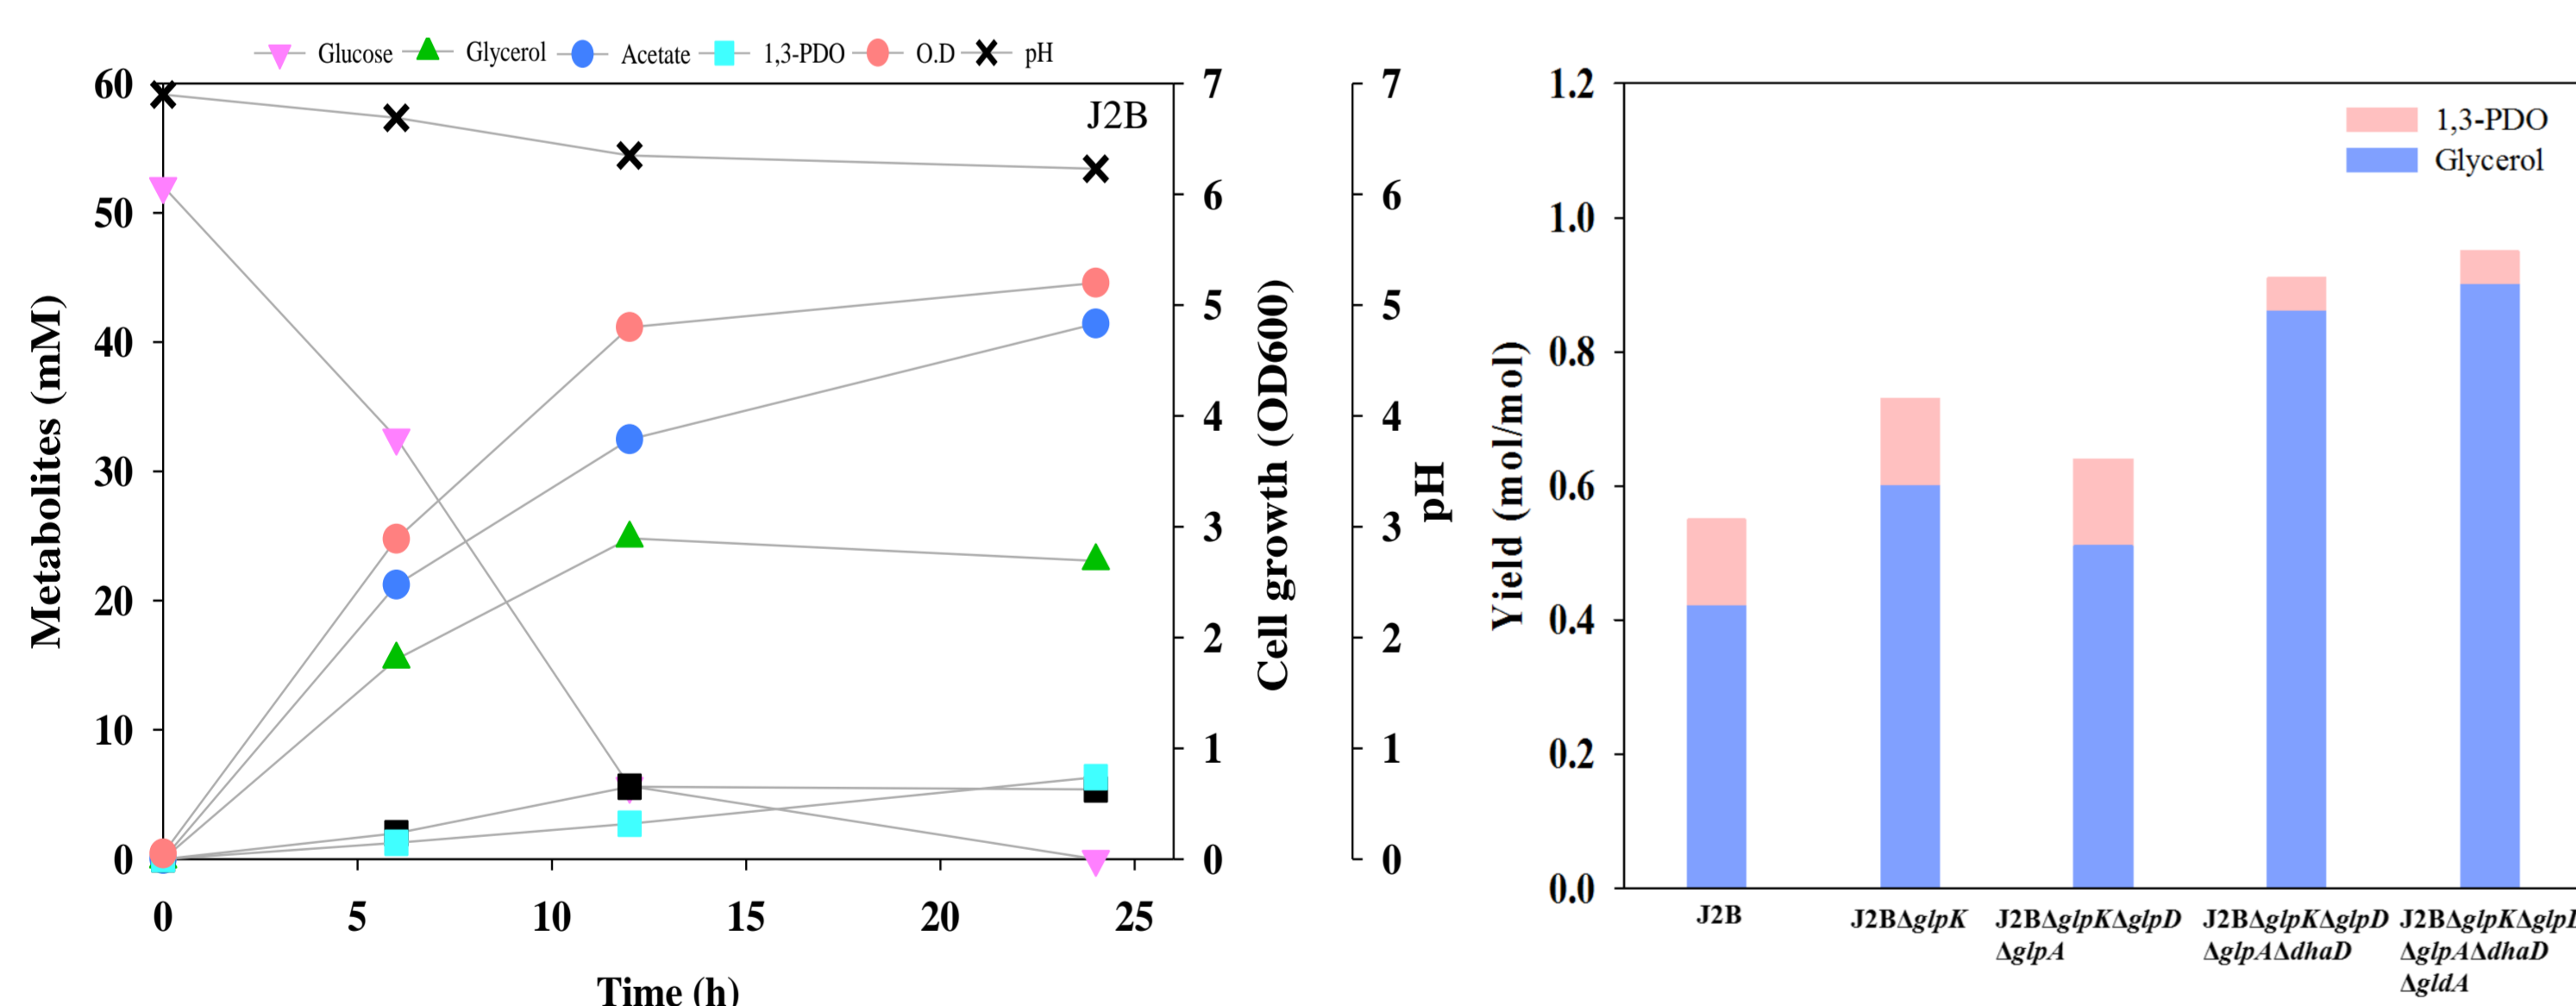 Glucose Glycerol Acetate 1,3-PDO O.D pH
J2B
60
50
40
30
20
10
0
Metabolites (mM)
0 5 10 15 20 25
Time (h)
7
6
5
4
3
2
1
0
Cell growth (OD600)
7
6
5
4
3
2
1
0
pH
1.2
1.0
0.8
0.6
0.4
0.2
0.0
Yield (mol/mol)
1,3-PDO
Glycerol
J2B
J2BΔglpK
J2BΔglpKΔglpD
ΔglpA
J2BΔglpKΔglpD
ΔglpAΔdhaD
J2BΔglpKΔglpD
ΔglpAΔdhaD
ΔgldA